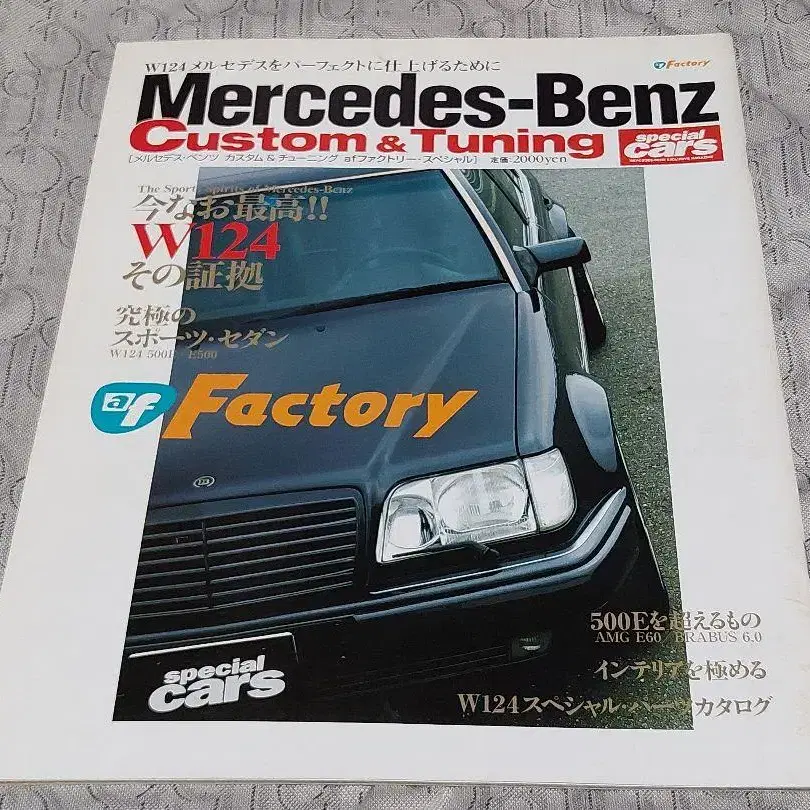 W124メルセデスをパーフェクトに仕上げるために
af Factory
Mercedes-Benz
Custom & Tuning
special cars
MERCEDES-BENZ EXCLUSIVE MAGAZINE
[メルセデス・ベンツ カスタム & チューニング afファクトリー・スペシャル] 定価:2000yen
The Sports Spirits of Mercedes-Benz
今なお最高!!
W124
その証拠
究極の
スポーツ・セダン
W124 500E E500
af Factory
500Eを超えるもの
AMG E60 BRABUS 6.0
インテリアを極める
W124スペシャル・パーツカタログ
special
cars